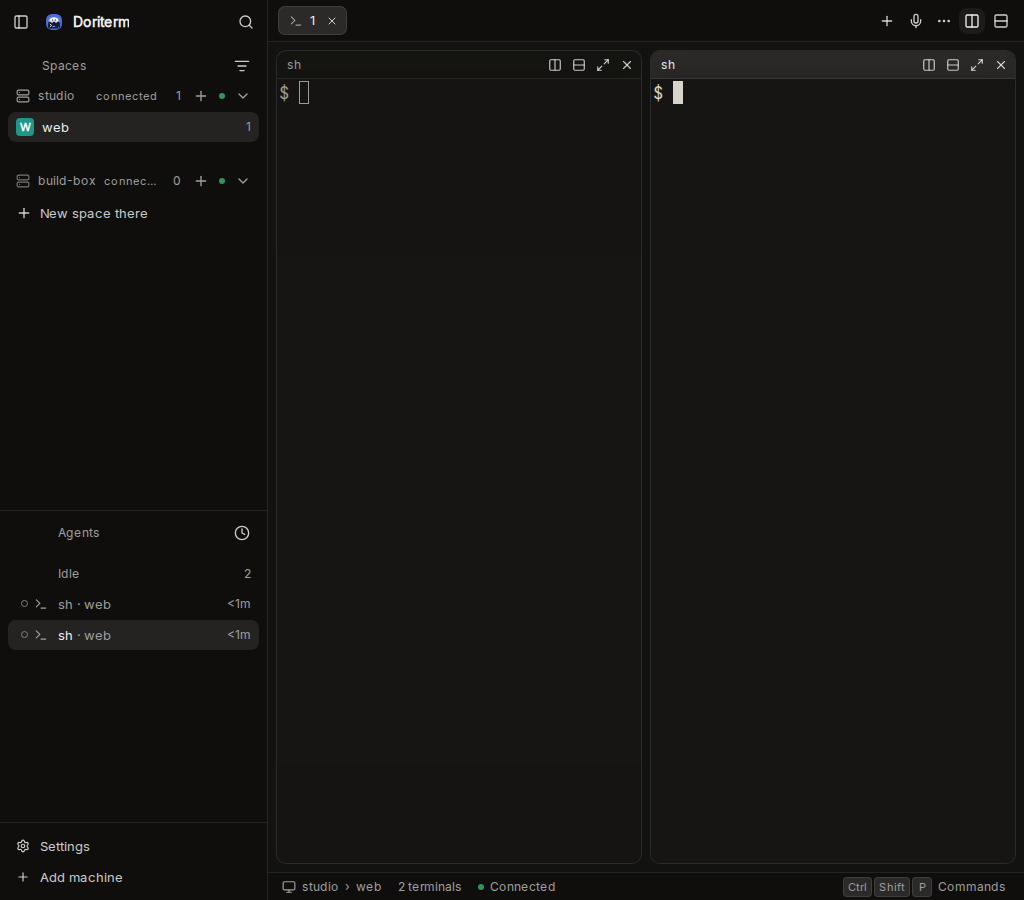 Doriterm
1
Spaces
studio connected 1
W web 1
build-box connec... 0
New space there
Agents
Idle 2
sh · web <1m
sh · web <1m
Settings
Add machine
sh
$
sh
$
studio › web 2 terminals Connected
Ctrl Shift P Commands